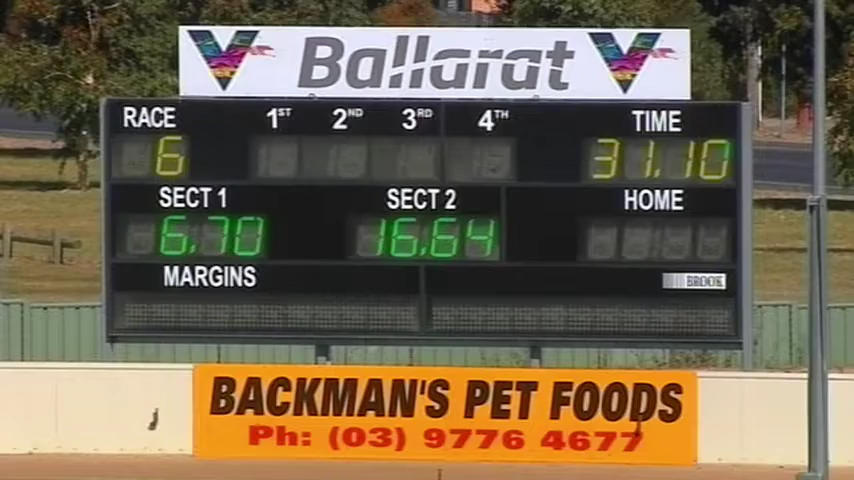 Ballarat
RACE 1ST 2ND 3RD 4TH TIME
6 31.10
SECT 1 SECT 2 HOME
6.70 16.64
MARGINS BROOK
BACKMAN'S PET FOODS
Ph: (03) 9776 4677